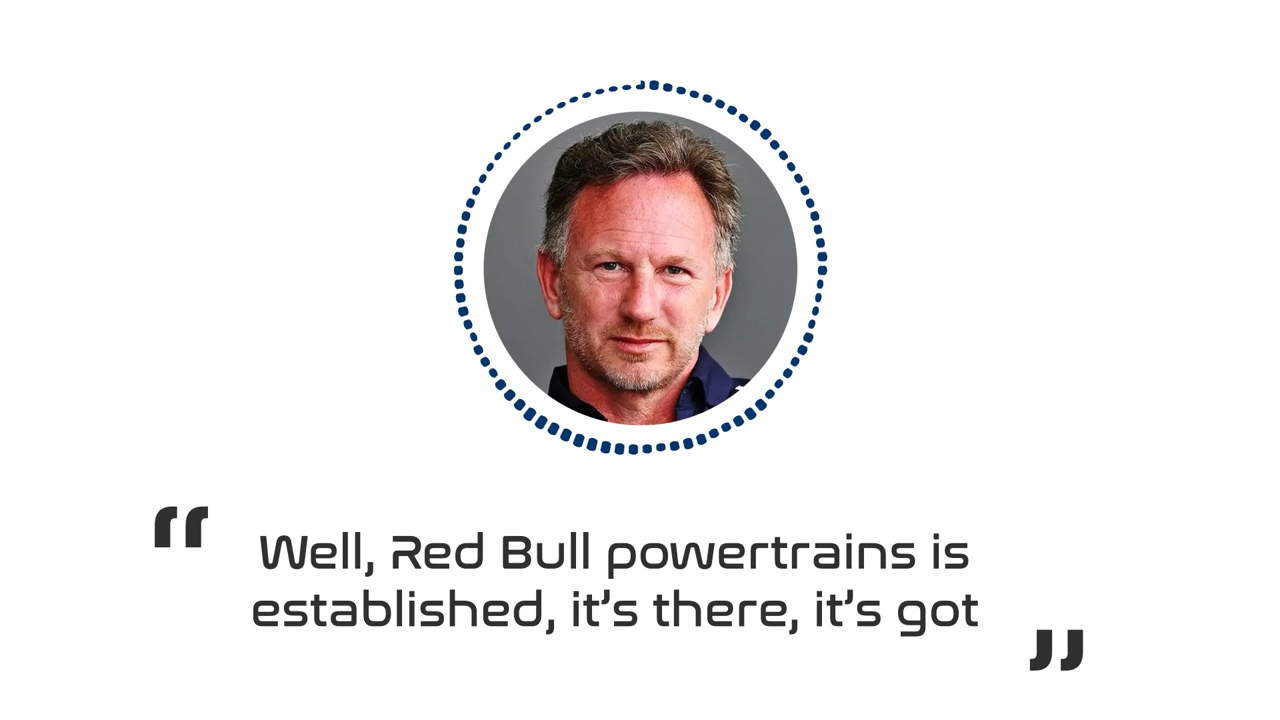 “ Well, Red Bull powertrains is
established, it’s there, it’s got ”